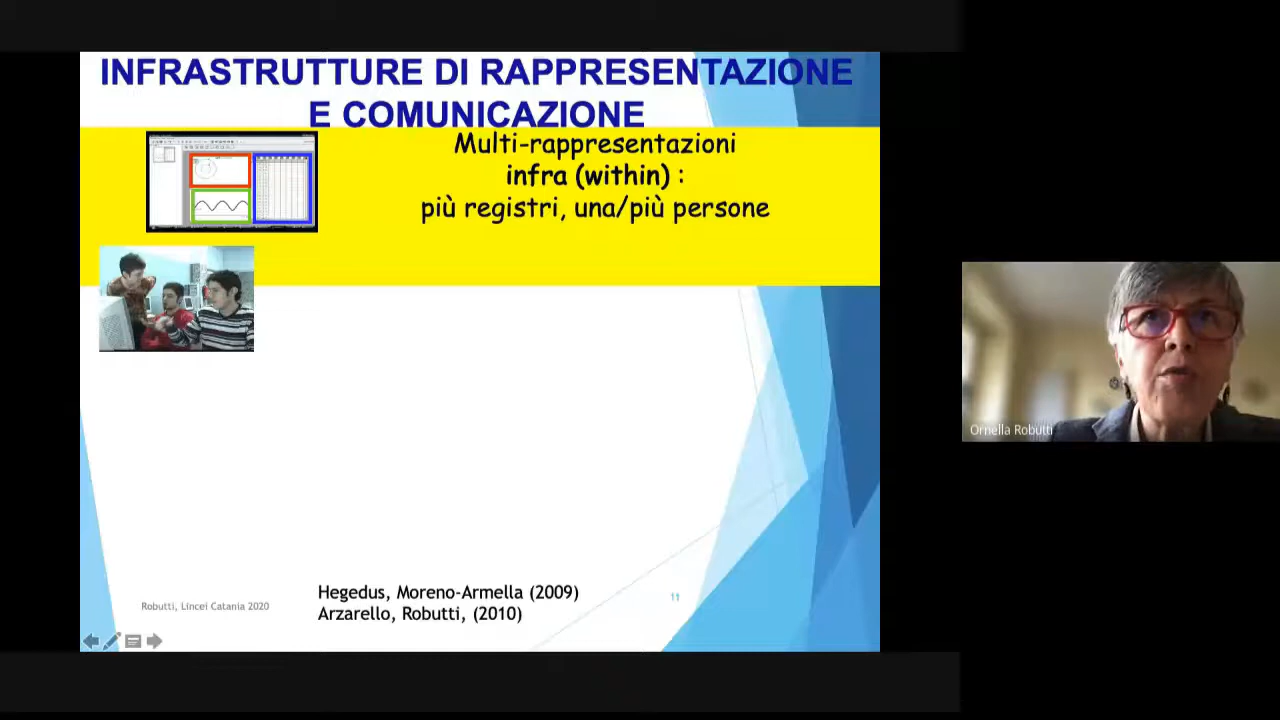 INFRASTRUTTURE DI RAPPRESENTAZIONE
E COMUNICAZIONE
Multi-rappresentazioni
infra (within) :
più registri, una/più persone
Ornella Robutti
Hegedus, Moreno-Armella (2009)
Arzarello, Robutti, (2010)
Robutti, Lincei Catania 2020
11